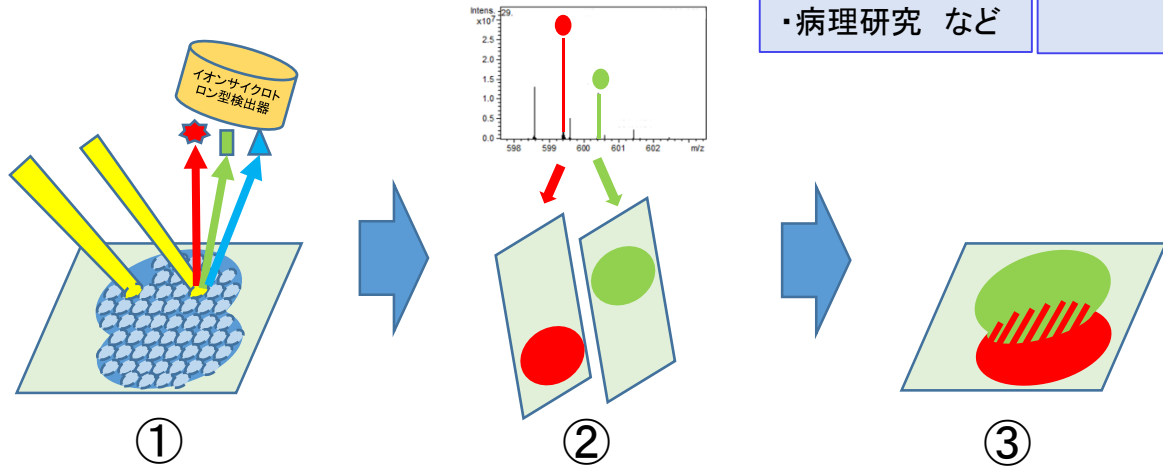 ・病理研究 など
イオンサイクロト
ロン型検出器
Intens.
x10⁷
29.
2.5
2.0
1.5
1.0
0.5
0.0
598
599
600
601
602
m/z
①
②
③